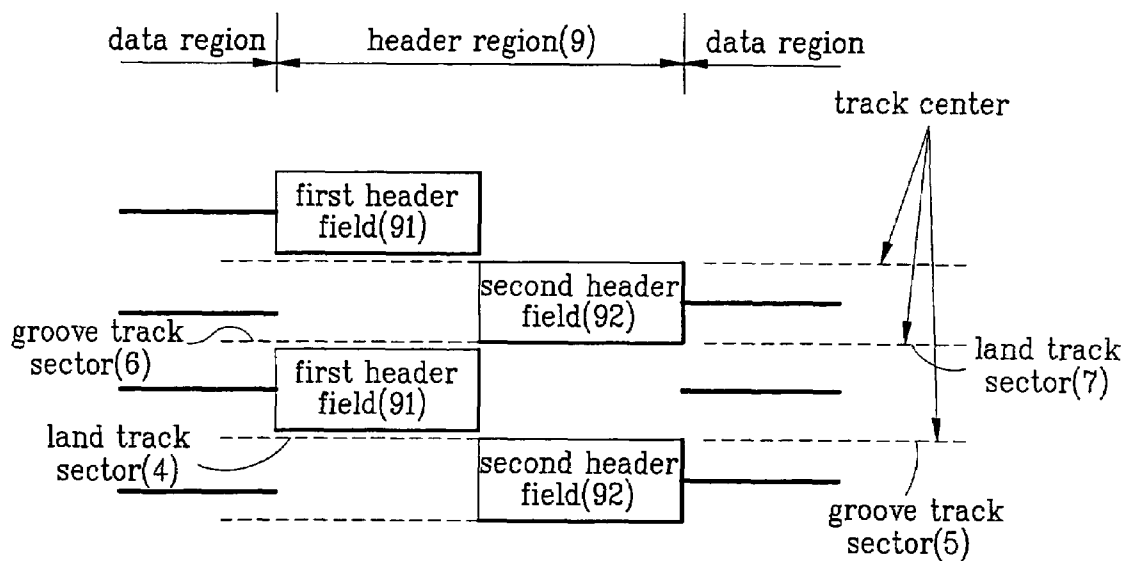 data region
header region(9)
data region
track center
first header
field(91)
second header
field(92)
groove track
sector(6)
land track
sector(7)
first header
field(91)
land track
sector(4)
second header
field(92)
groove track
sector(5)